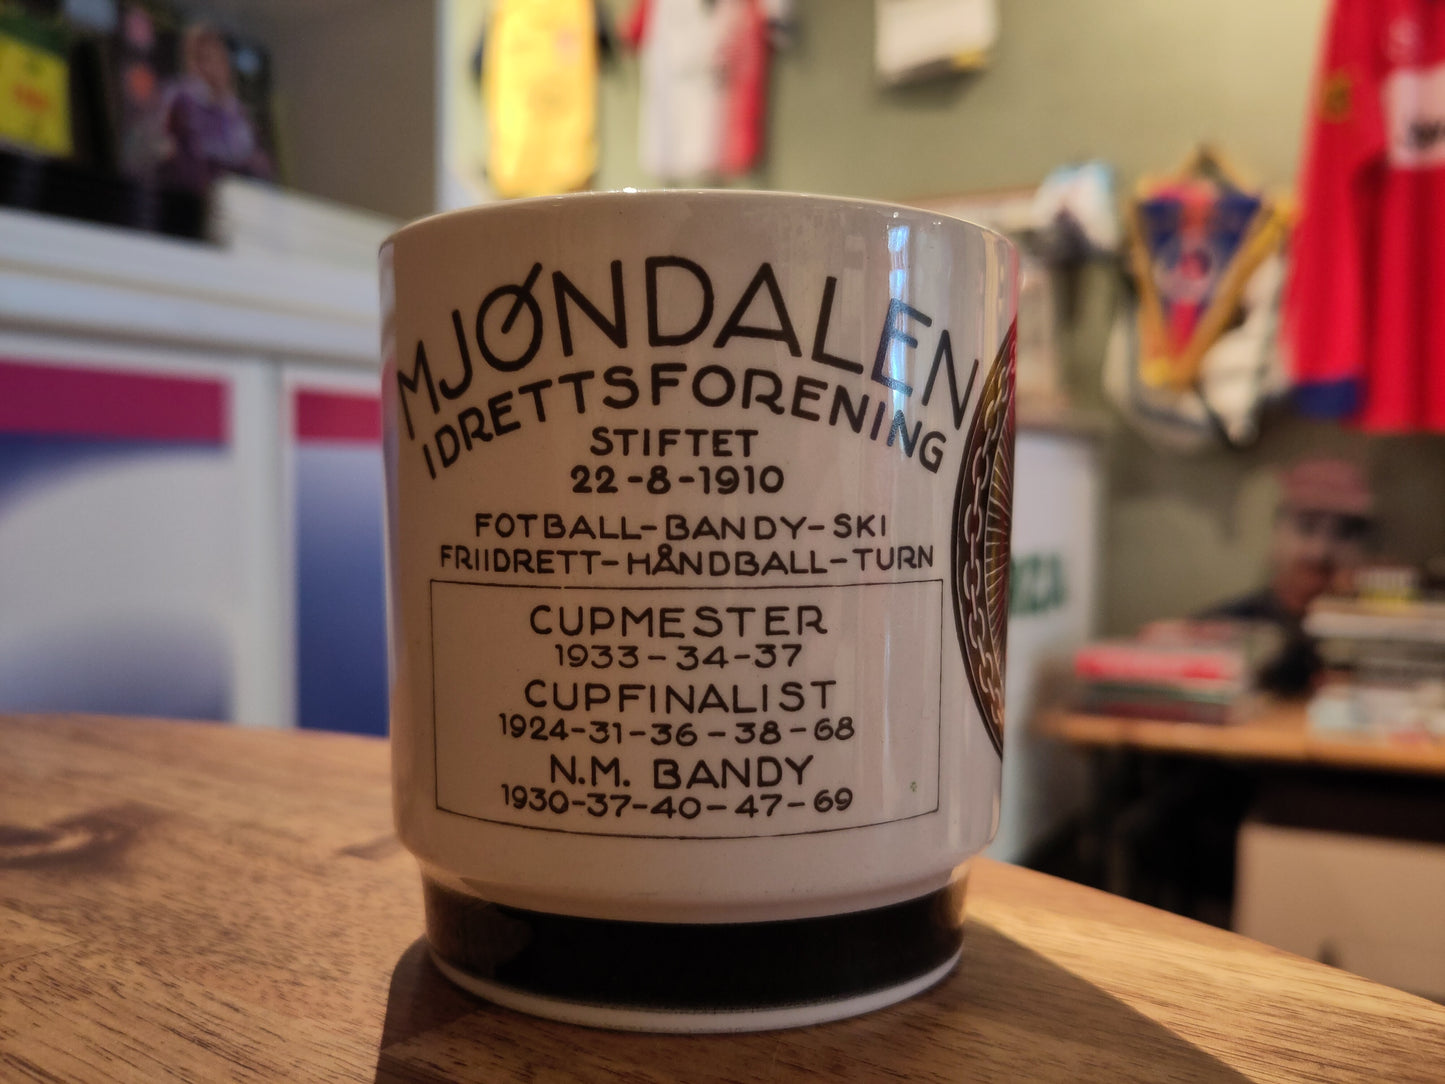 MJØNDALEN
IDRETTSFORENING
STIFTET
22-8-1910
FOTBALL-BANDY-SKI
FRIIDRETT-HÅNDBALL-TURN
CUPMESTER
1933-34-37
CUPFINALIST
1924-31-36-38-68
N.M. BANDY
1930-37-40-47-69